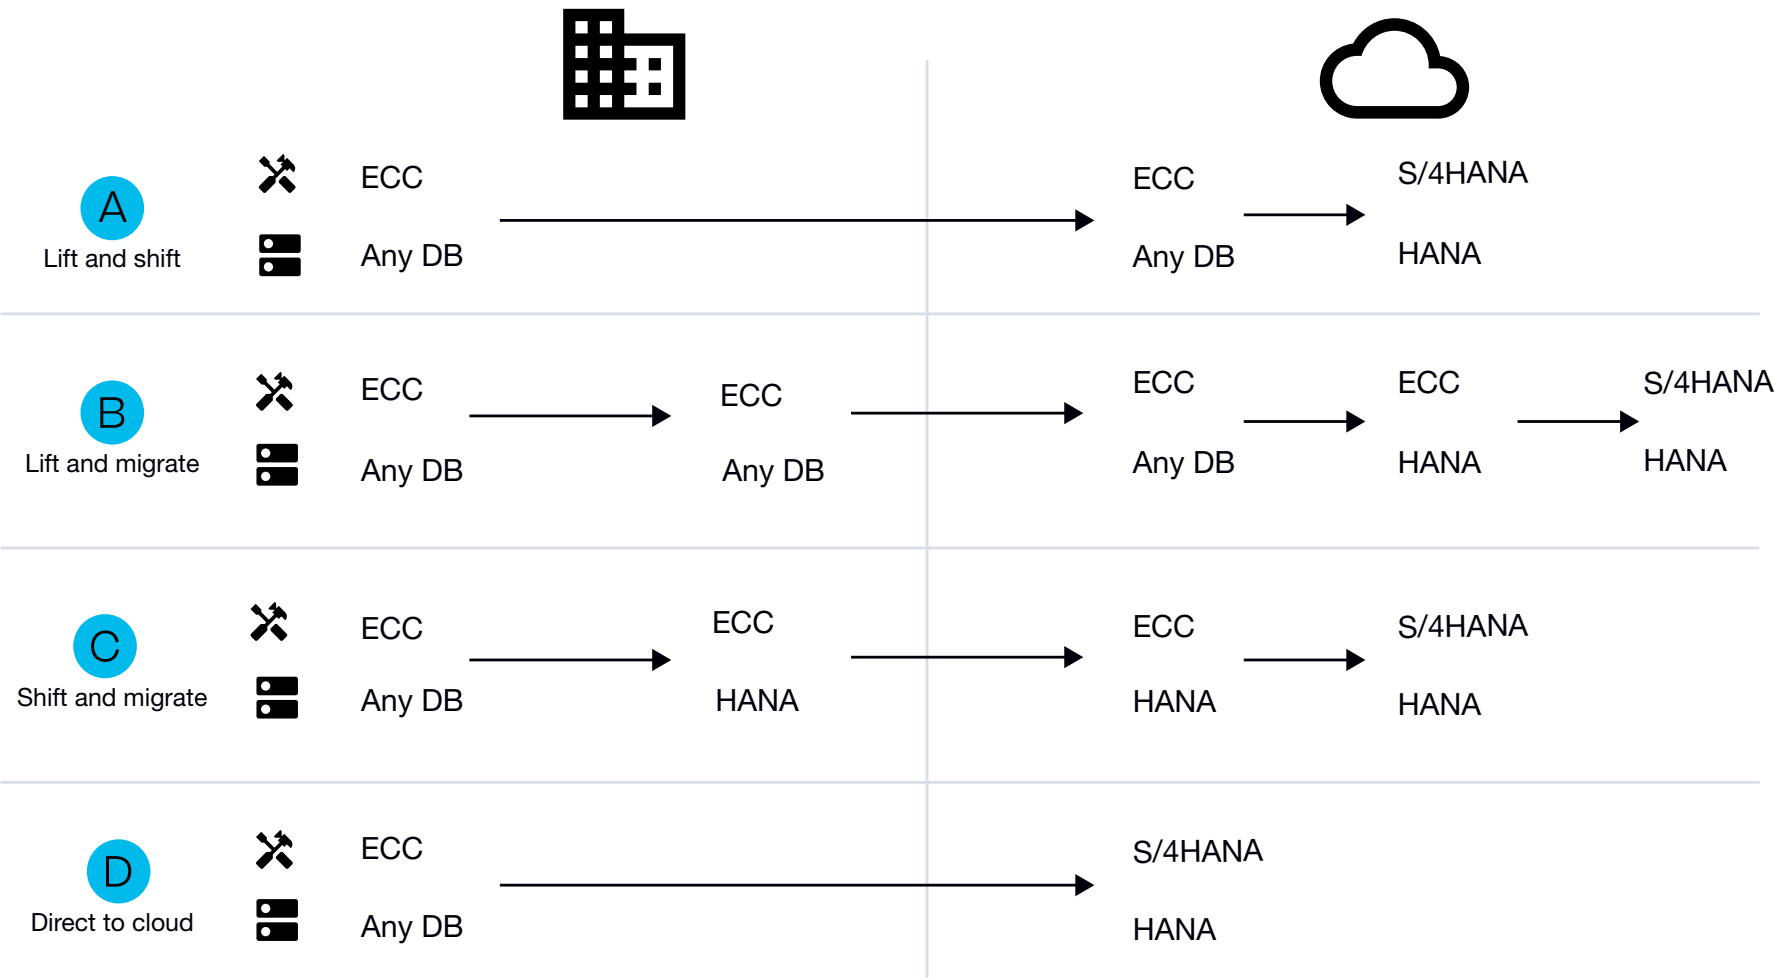 A
Lift and shift
ECC
Any DB
ECC
Any DB
S/4HANA
HANA
B
Lift and migrate
ECC
Any DB
ECC
Any DB
ECC
Any DB
ECC
HANA
S/4HANA
HANA
C
Shift and migrate
ECC
Any DB
ECC
HANA
ECC
HANA
S/4HANA
HANA
D
Direct to cloud
ECC
Any DB
S/4HANA
HANA